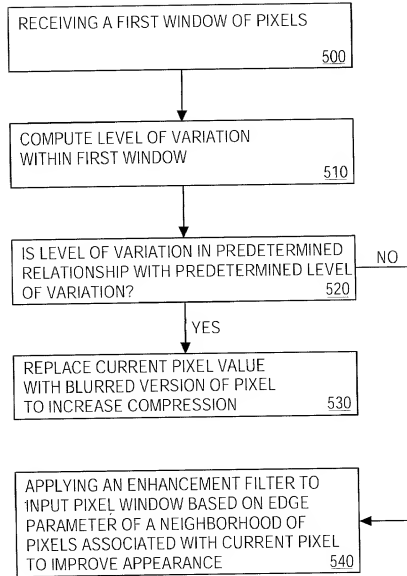 RECEIVING A FIRST WINDOW OF PIXELS
500
COMPUTE LEVEL OF VARIATION
WITHIN FIRST WINDOW
510
IS LEVEL OF VARIATION IN PREDETERMINED
RELATIONSHIP WITH PREDETERMINED LEVEL
OF VARIATION?
520
NO
YES
REPLACE CURRENT PIXEL VALUE
WITH BLURRED VERSION OF PIXEL
TO INCREASE COMPRESSION
530
APPLYING AN ENHANCEMENT FILTER TO
INPUT PIXEL WINDOW BASED ON EDGE
PARAMETER OF A NEIGHBORHOOD OF
PIXELS ASSOCIATED WITH CURRENT PIXEL
TO IMPROVE APPEARANCE
540